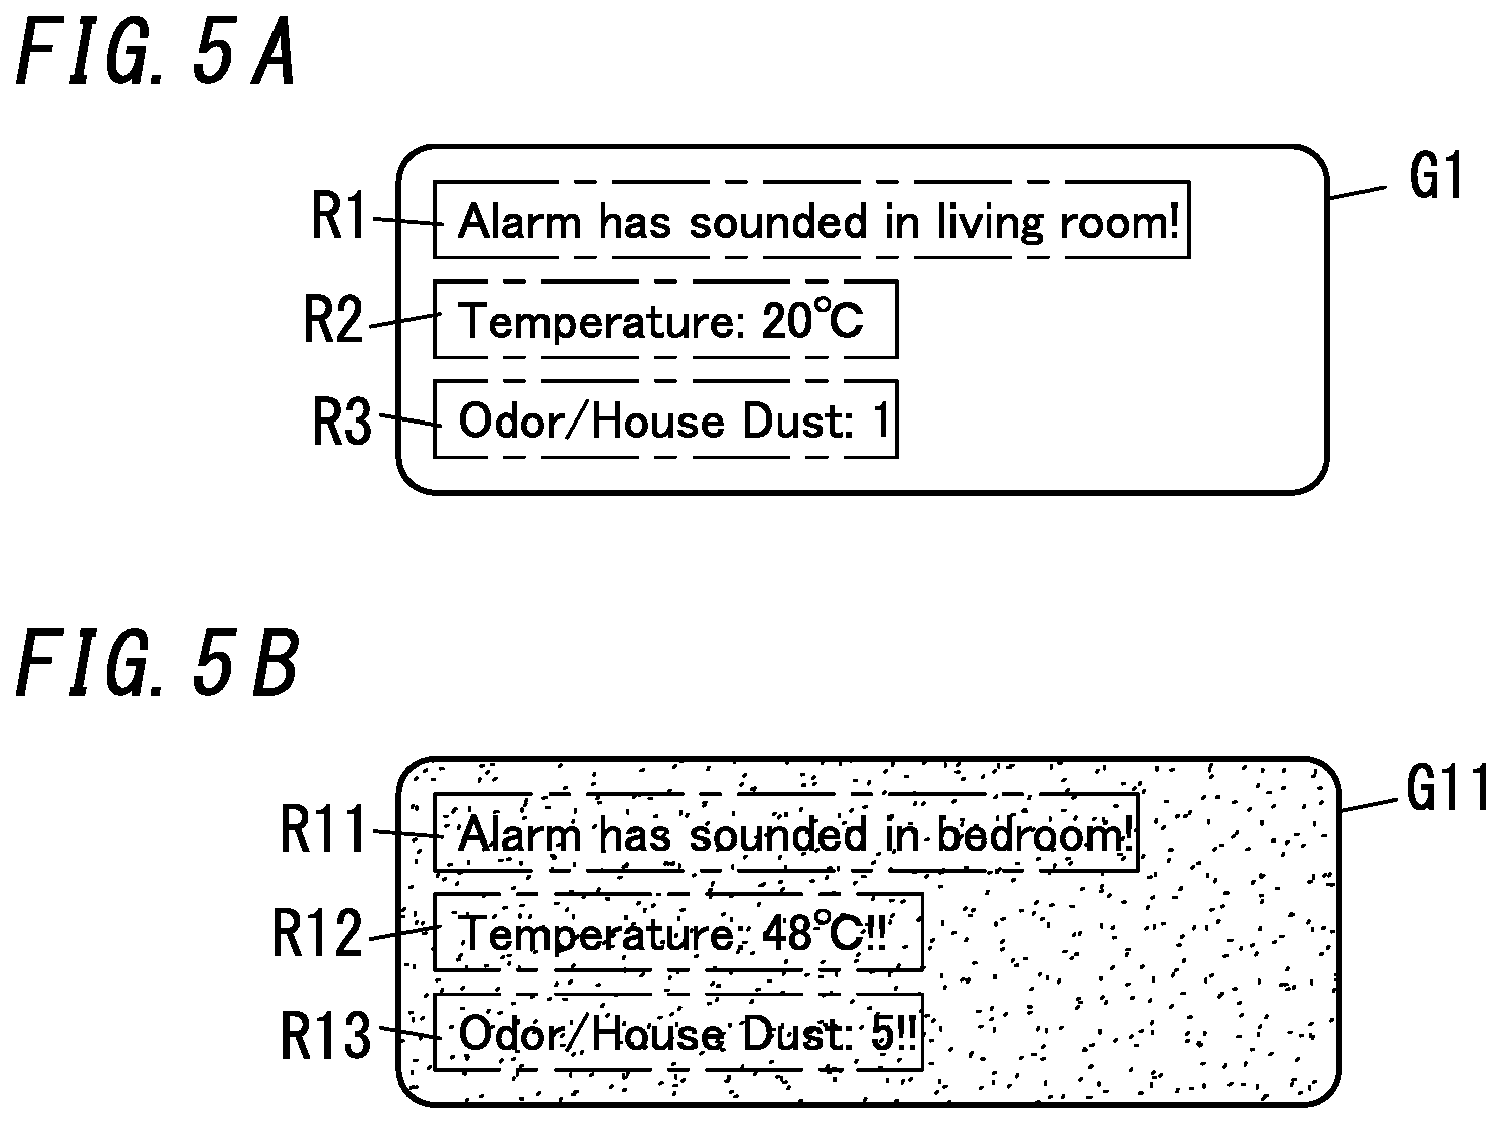 FIG. 5A
G1
R1 Alarm has sounded in living room!
R2 Temperature: 20°C
R3 Odor/House Dust: 1
FIG. 5B
G11
R11 Alarm has sounded in bedroom!
R12 Temperature: 48°C!!
R13 Odor/House Dust: 5!!